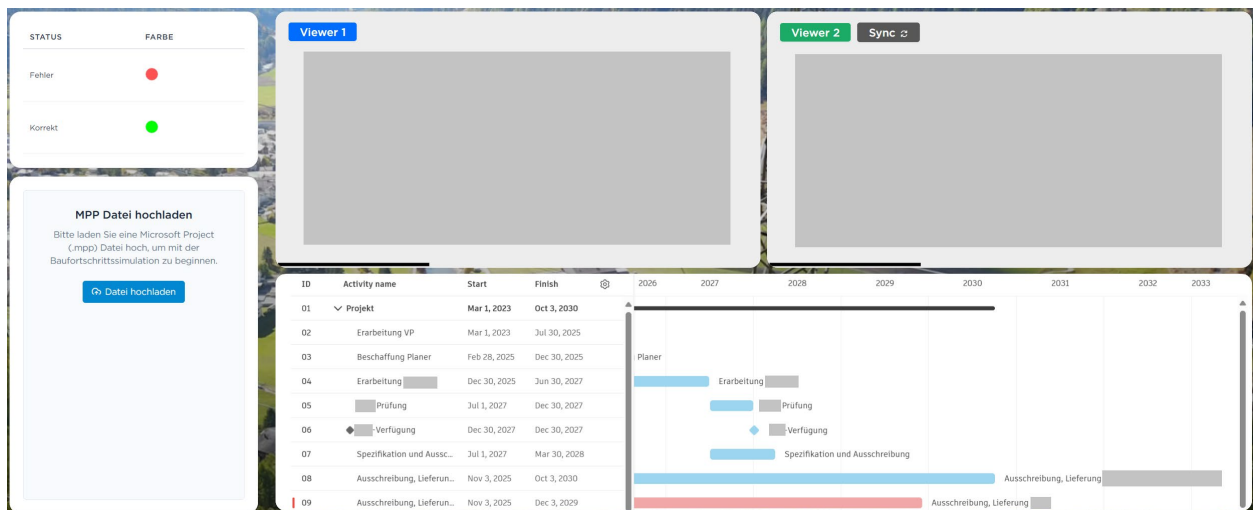 STATUS FARBE
Fehler
Korrekt
MPP Datei hochladen
Bitte laden Sie eine Microsoft Project
(.mpp) Datei hoch, um mit der
Baufortschrittssimulation zu beginnen.
Datei hochladen
Viewer 1
Viewer 2 Sync
ID Activity name Start Finish 2026 2027 2028 2029 2030 2031 2032 2033
01 Projekt Mar 1, 2023 Oct 3, 2030
02 Erarbeitung VP Mar 1, 2023 Jul 30, 2025
03 Beschaffung Planer Feb 28, 2025 Dec 30, 2025 Planer
04 Erarbeitung Dec 30, 2025 Jun 30, 2027 Erarbeitung
05 Prüfung Jul 1, 2027 Dec 30, 2027 Prüfung
06 -Verfügung Dec 30, 2027 Dec 30, 2027 -Verfügung
07 Spezifikation und Aussc... Jul 1, 2027 Mar 30, 2028 Spezifikation und Ausschreibung
08 Ausschreibung, Lieferun... Nov 3, 2025 Oct 3, 2030 Ausschreibung, Lieferung
09 Ausschreibung, Lieferun... Nov 3, 2025 Dec 3, 2029 Ausschreibung, Lieferung